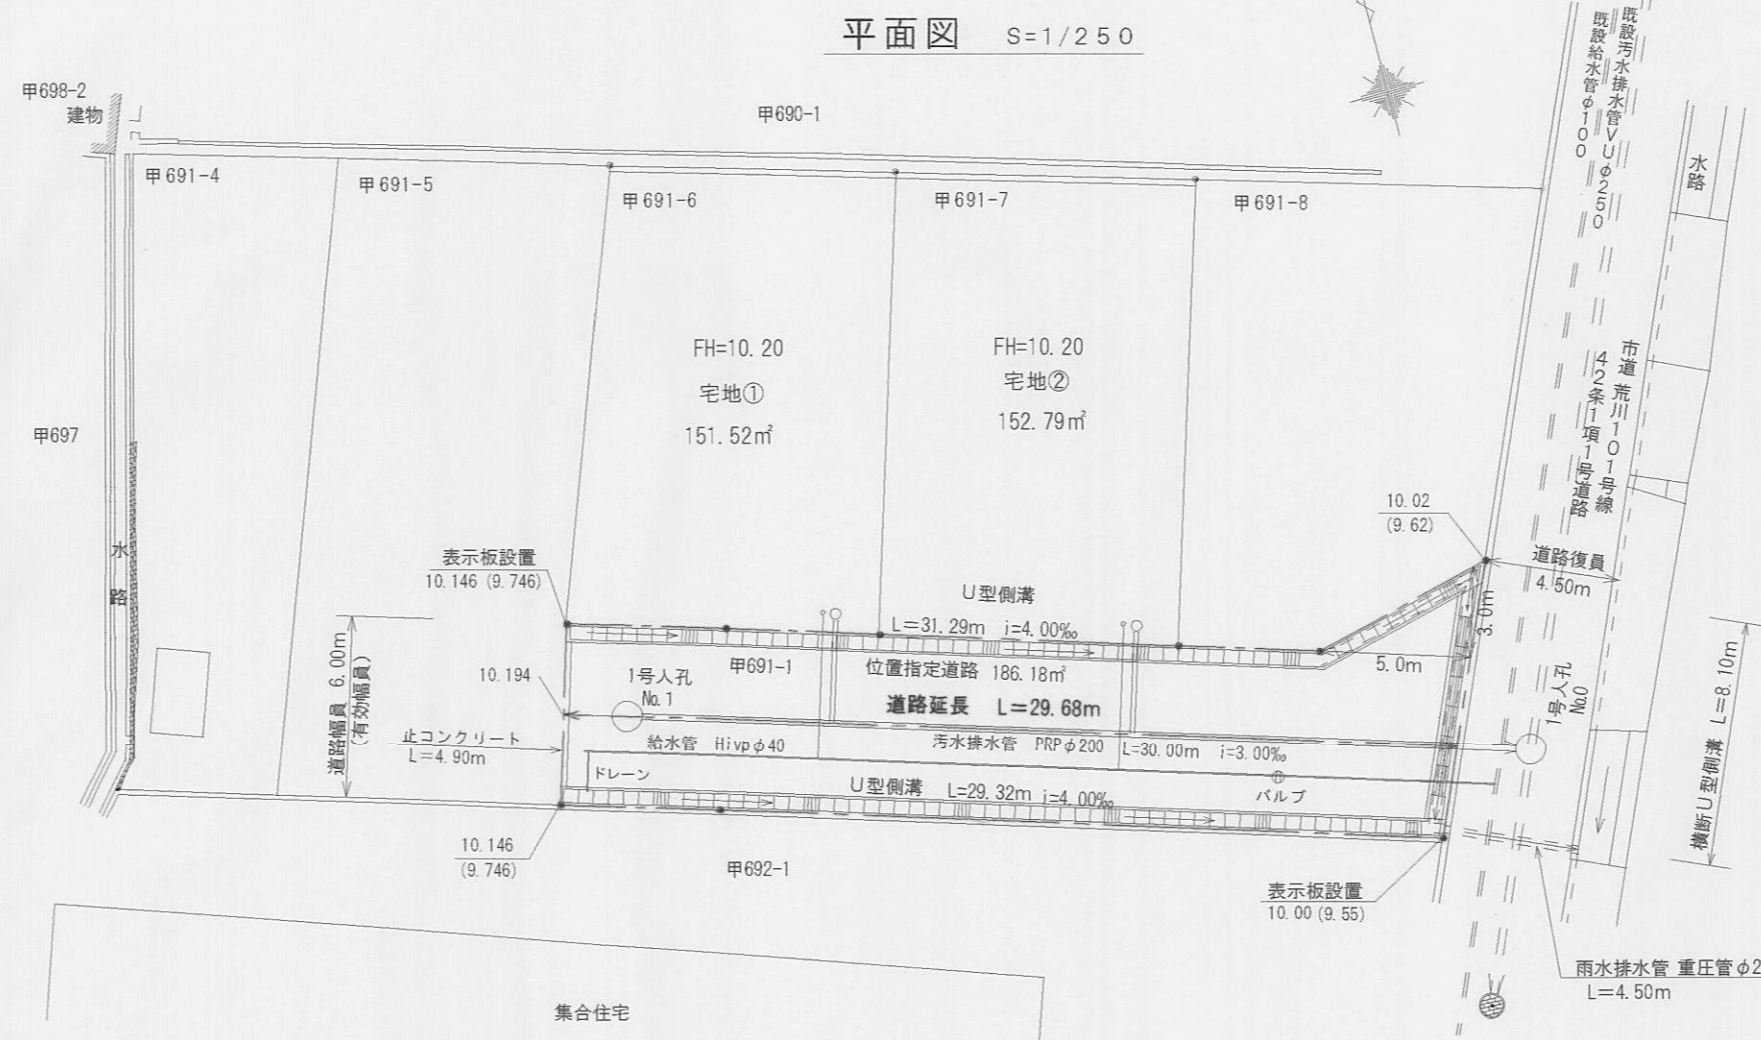 平面図 S=1/250
甲698-2
建物
甲690-1
既設汚水排水管VUφ250
既設給水管φ100
水路
甲691-4
甲691-5
甲691-6
甲691-7
甲691-8
FH=10.20
宅地①
151.52㎡
FH=10.20
宅地②
152.79㎡
市道 荒川101号線
42条1項1号道路
甲697
水路
10.02
(9.62)
道路復員
4.50m
表示板設置
10.146 (9.746)
U型側溝
L=31.29m i=4.00‰
3.0m
5.0m
甲691-1
位置指定道路 186.18㎡
道路延長 L=29.68m
10.194
1号人孔
No.1
1号人孔
No.0
道路幅員 6.00m
(有効幅員)
止コンクリート
L=4.90m
給水管 Hivpφ40
汚水排水管 PRPφ200 L=30.00m i=3.00‰
ドレーン
U型側溝 L=29.32m i=4.00‰
バルブ
横断U型側溝 L=8.10m
10.146
(9.746)
甲692-1
表示板設置
10.00 (9.55)
雨水排水管 重圧管φ2
L=4.50m
集合住宅